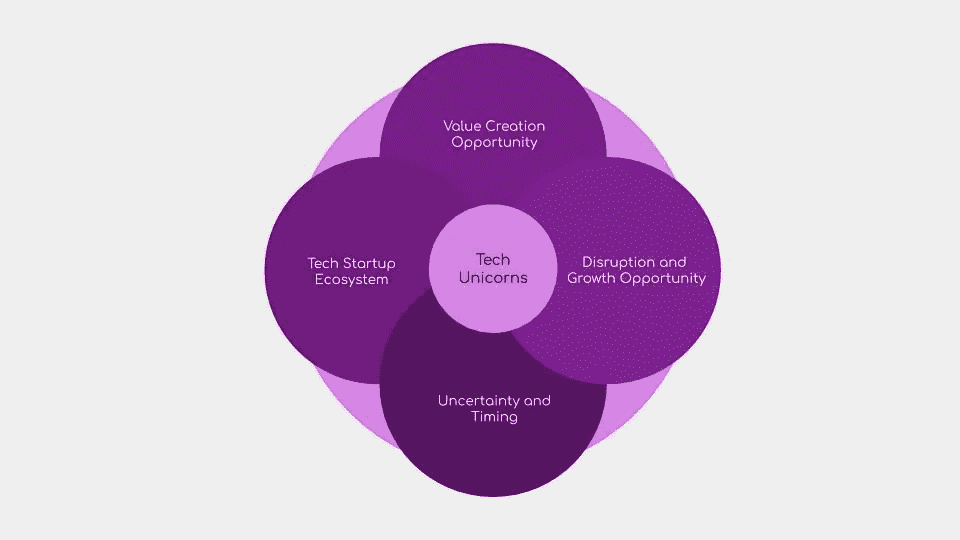 Value Creation
Opportunity
Tech Startup
Ecosystem
Tech
Unicorns
Disruption and
Growth Opportunity
Uncertainty and
Timing